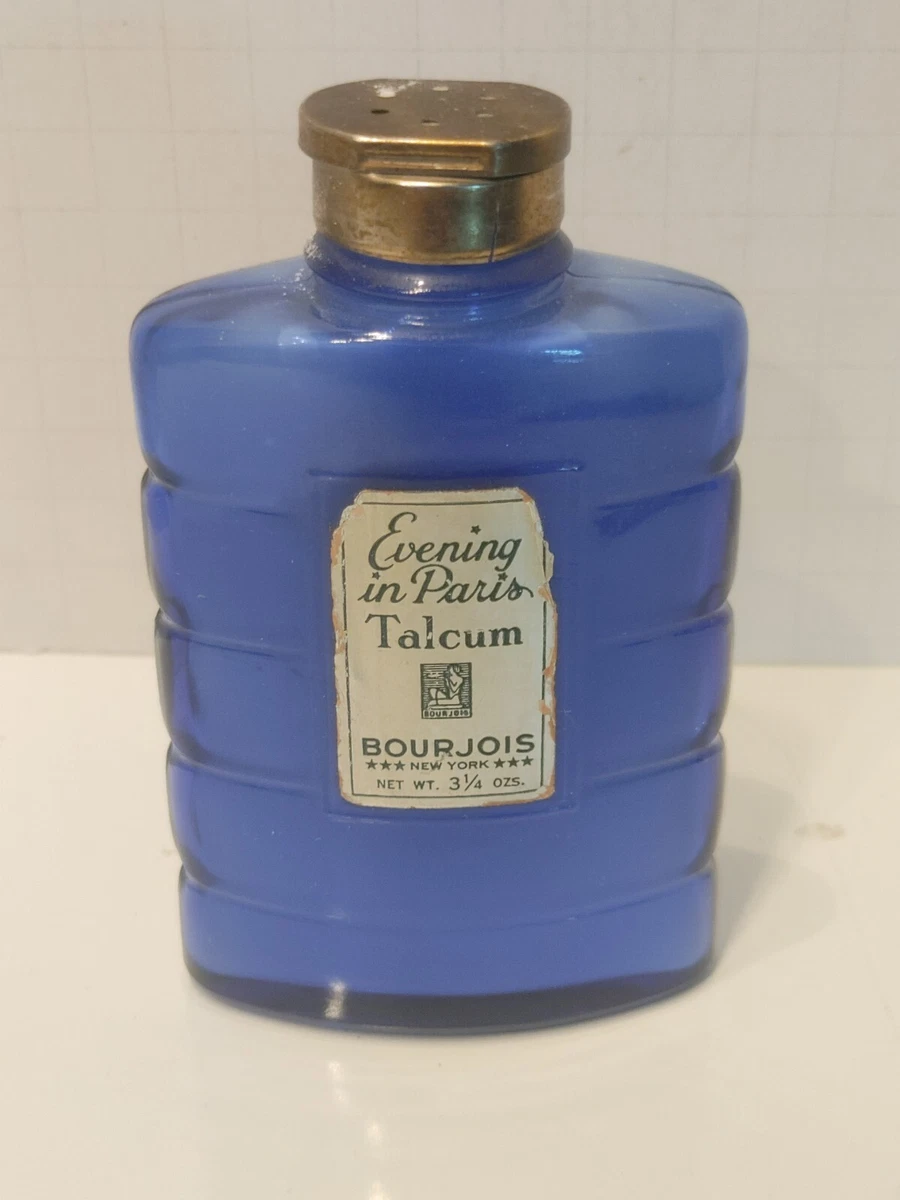 Evening
in Paris
Talcum
BOURJOIS
BOURJOIS
★★★ NEW YORK ★★★
NET WT. 3¼ OZS.